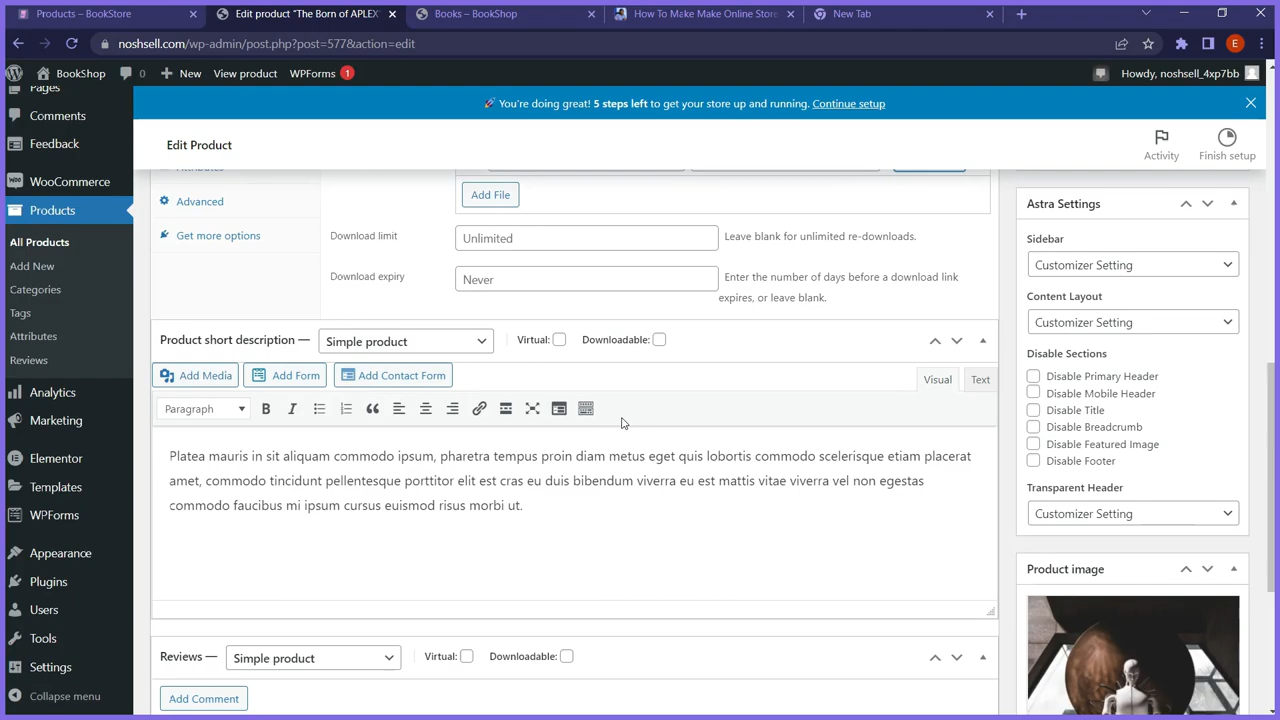 Products – BookStore
Edit product "The Born of APLEX"
Books – BookShop
How To Make Make Online Store
New Tab
noshsell.com/wp-admin/post.php?post=577&action=edit
E
BookShop
0
New
View product
WPForms
1
Howdy, noshsell_4xp7bb
Pages
Comments
Feedback
WooCommerce
Products
All Products
Add New
Categories
Tags
Attributes
Reviews
Analytics
Marketing
Elementor
Templates
WPForms
Appearance
Plugins
Users
Tools
Settings
Collapse menu
🚀 You're doing great! 5 steps left to get your store up and running. Continue setup
Edit Product
Activity
Finish setup
Attributes
Advanced
Get more options
Add File
Download limit
Unlimited
Leave blank for unlimited re-downloads.
Download expiry
Never
Enter the number of days before a download link
expires, or leave blank.
Product short description —
Simple product
Virtual:
Downloadable:
Add Media
Add Form
Add Contact Form
Visual
Text
Paragraph
B
I
Platea mauris in sit aliquam commodo ipsum, pharetra tempus proin diam metus eget quis lobortis commodo scelerisque etiam placerat
amet, commodo tincidunt pellentesque porttitor elit est cras eu duis bibendum viverra eu est mattis vitae viverra vel non egestas
commodo faucibus mi ipsum cursus euismod risus morbi ut.
Reviews —
Simple product
Virtual:
Downloadable:
Add Comment
Astra Settings
Sidebar
Customizer Setting
Content Layout
Customizer Setting
Disable Sections
Disable Primary Header
Disable Mobile Header
Disable Title
Disable Breadcrumb
Disable Featured Image
Disable Footer
Transparent Header
Customizer Setting
Product image